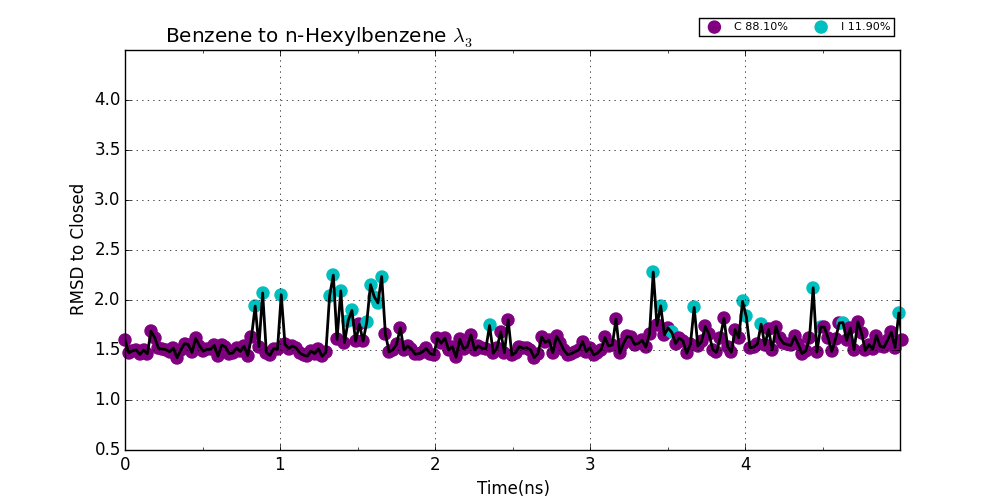 Benzene to n-Hexylbenzene λ₃
C 88.10% I 11.90%
4.0
3.5
3.0
2.5
2.0
1.5
1.0
0.5
RMSD to Closed
0 1 2 3 4
Time(ns)